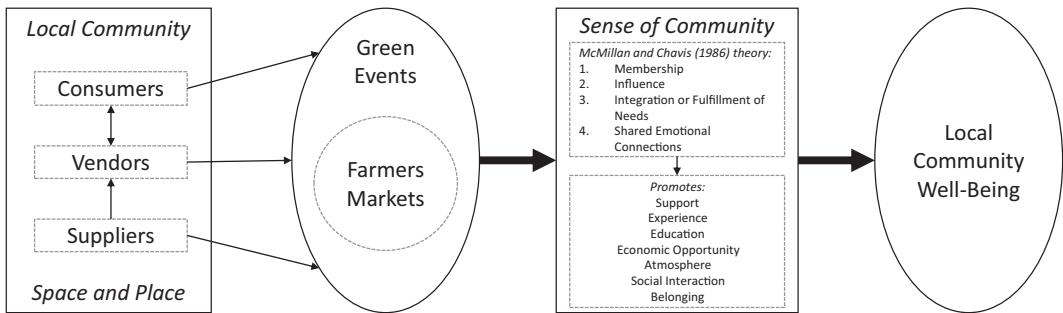 Local Community
Consumers
Vendors
Suppliers
Space and Place
Green
Events
Farmers
Markets
Sense of Community
McMillan and Chavis (1986) theory:
1. Membership
2. Influence
3. Integration or Fulfillment of
Needs
4. Shared Emotional
Connections
Promotes:
Support
Experience
Education
Economic Opportunity
Atmosphere
Social Interaction
Belonging
Local
Community
Well-Being